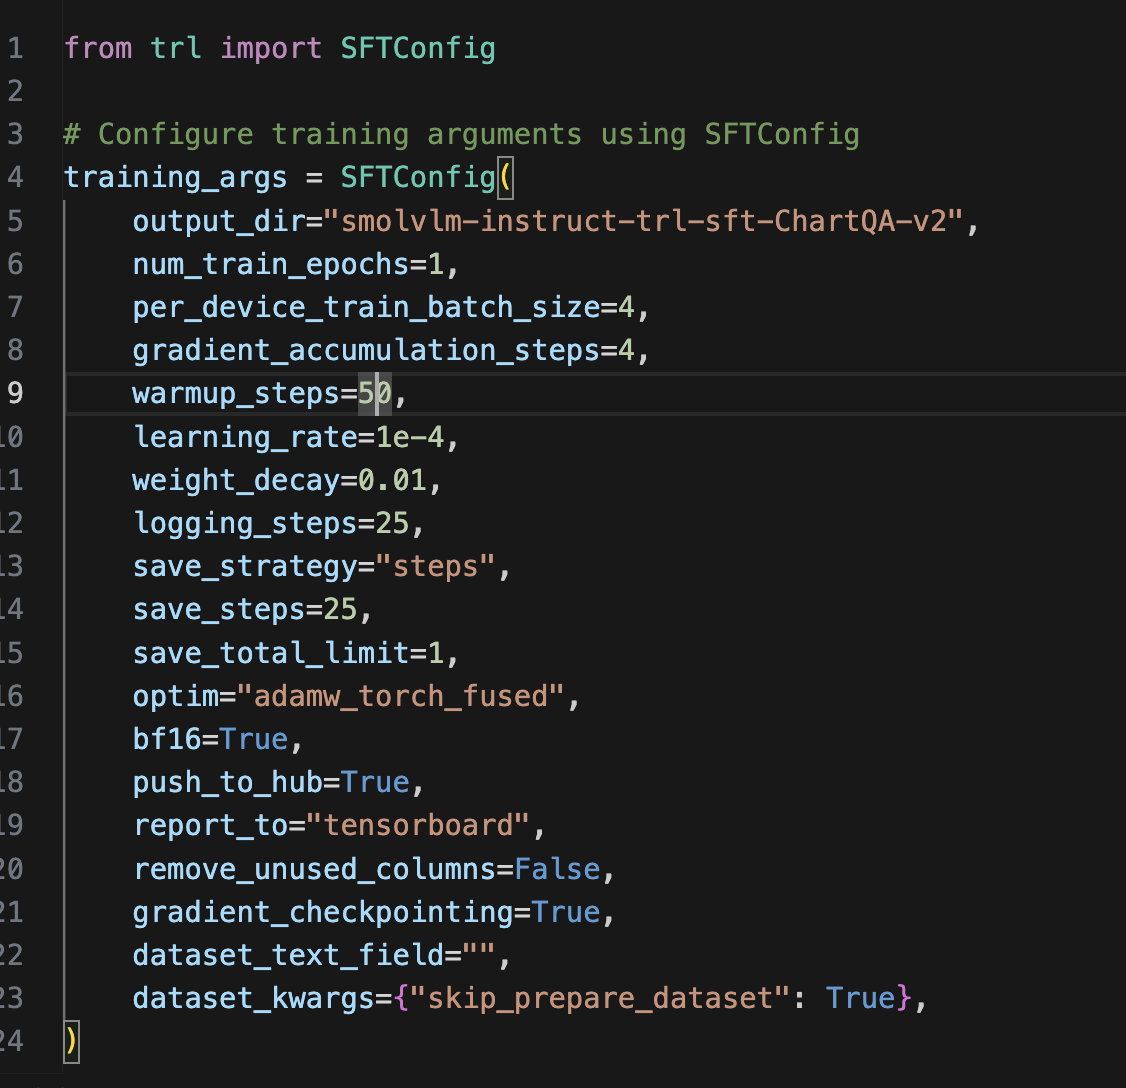 1 from trl import SFTConfig
2
3 # Configure training arguments using SFTConfig
4 training_args = SFTConfig(
5     output_dir="smolvlm-instruct-trl-sft-ChartQA-v2",
6     num_train_epochs=1,
7     per_device_train_batch_size=4,
8     gradient_accumulation_steps=4,
9     warmup_steps=50,
10     learning_rate=1e-4,
11     weight_decay=0.01,
12     logging_steps=25,
13     save_strategy="steps",
14     save_steps=25,
15     save_total_limit=1,
16     optim="adamw_torch_fused",
17     bf16=True,
18     push_to_hub=True,
19     report_to="tensorboard",
20     remove_unused_columns=False,
21     gradient_checkpointing=True,
22     dataset_text_field="",
23     dataset_kwargs={"skip_prepare_dataset": True},
24 )